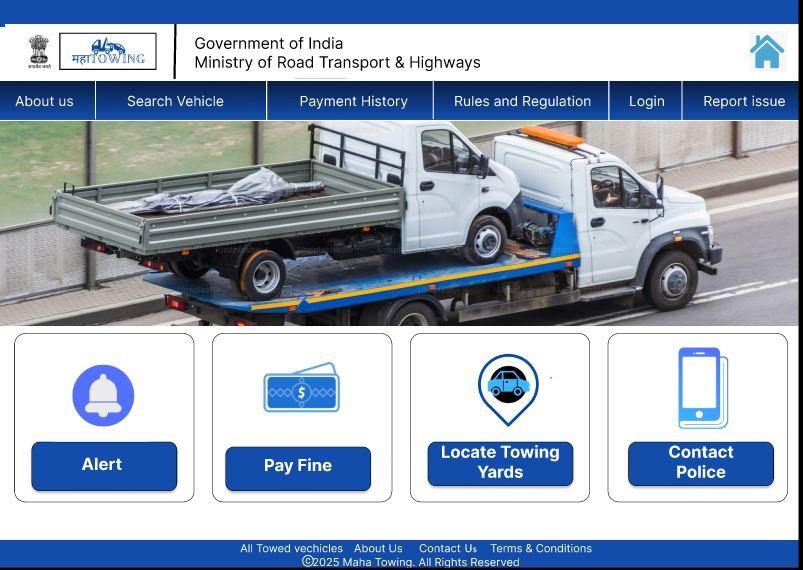 महाTOWING
सत्यमेव जयते
Government of India
Ministry of Road Transport & Highways
About us
Search Vehicle
Payment History
Rules and Regulation
Login
Report issue
$
Alert
Pay Fine
Locate Towing
Yards
Contact
Police
All Towed vechicles About Us Contact Us Terms & Conditions
©2025 Maha Towing. All Rights Reserved